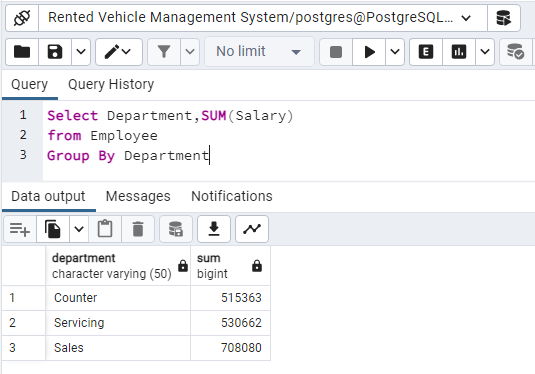 Rented Vehicle Management System/postgres@PostgreSQL...
No limit
E
Query Query History
1 Select Department,SUM(Salary)
2 from Employee
3 Group By Department
Data output Messages Notifications
department sum
character varying (50) bigint
1 Counter 515363
2 Servicing 530662
3 Sales 708080